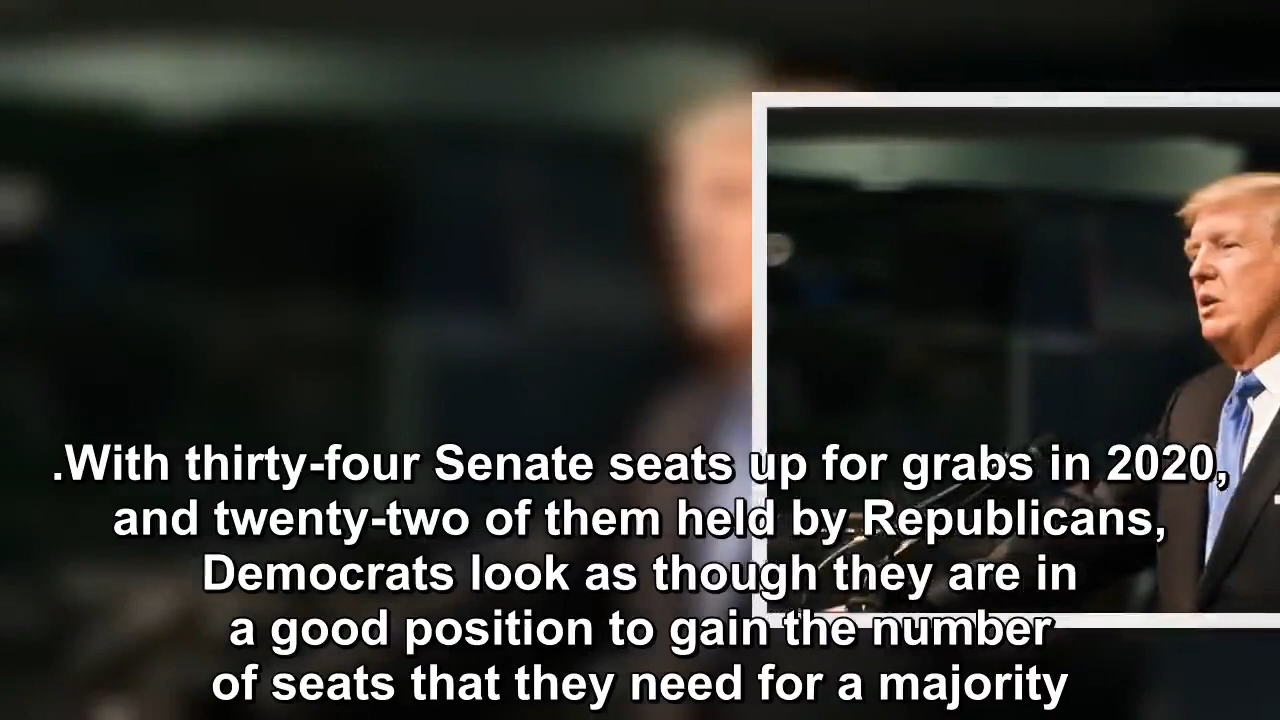 .With thirty-four Senate seats up for grabs in 2020,
and twenty-two of them held by Republicans,
Democrats look as though they are in
a good position to gain the number
of seats that they need for a majority